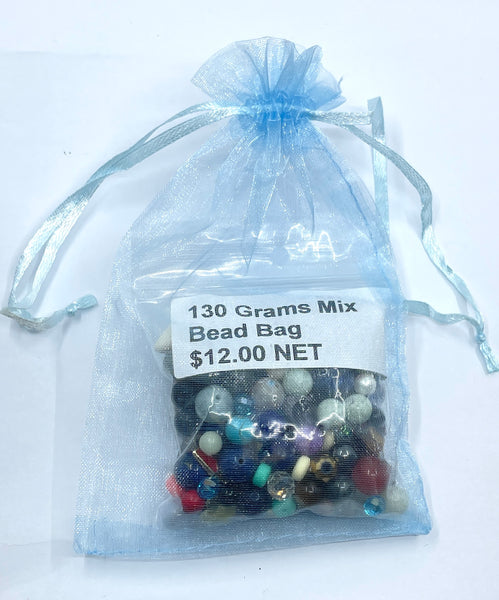 130 Grams Mix
Bead Bag
$12.00 NET